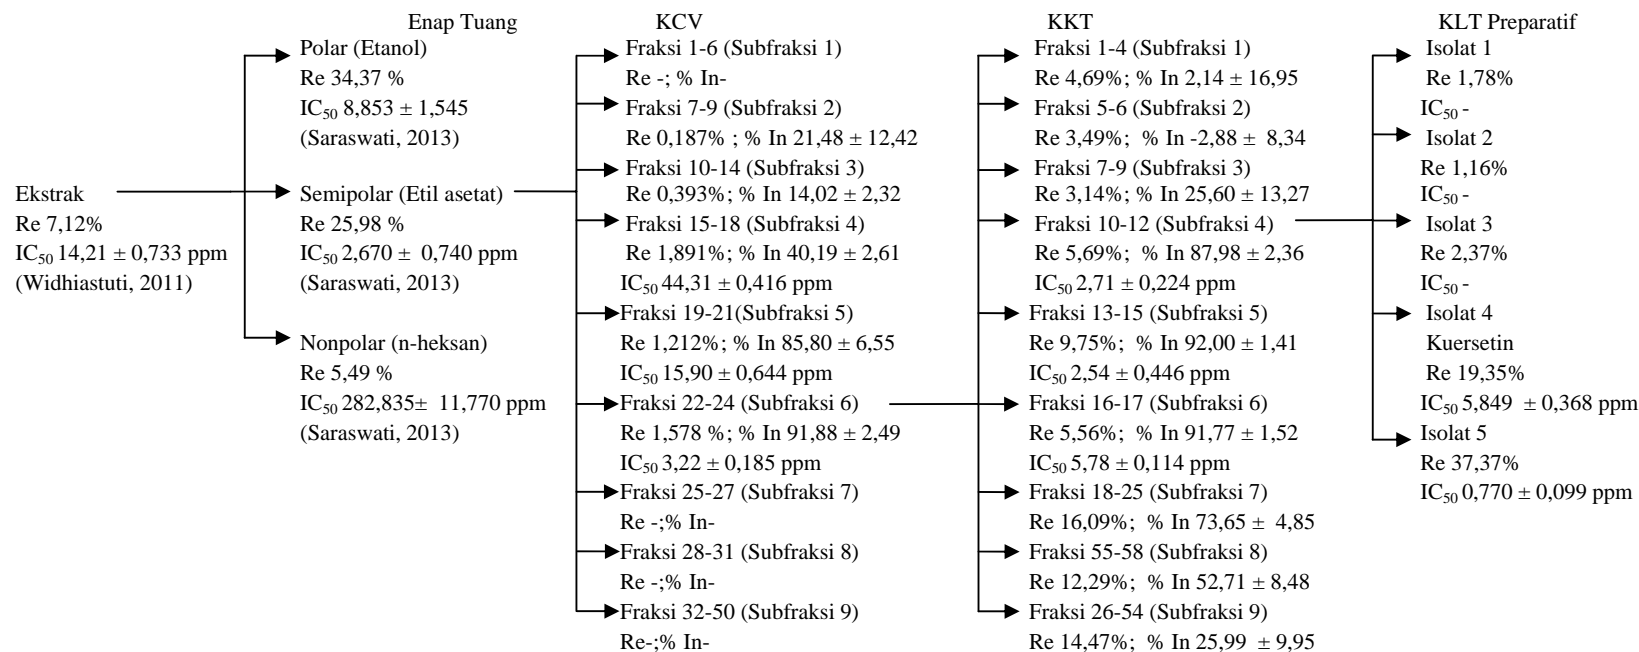 Enap Tuang
KCV
KKT
KLT Preparatif
Ekstrak
Re 7,12%
IC50 14,21 ± 0,733 ppm
(Widhiastuti, 2011)
Polar (Etanol)
Re 34,37 %
IC50 8,853 ± 1,545
(Saraswati, 2013)
Semipolar (Etil asetat)
Re 25,98 %
IC50 2,670 ± 0,740 ppm
(Saraswati, 2013)
Nonpolar (n-heksan)
Re 5,49 %
IC50 282,835± 11,770 ppm
(Saraswati, 2013)
Fraksi 1-6 (Subfraksi 1)
Re -; % In-
Fraksi 7-9 (Subfraksi 2)
Re 0,187% ; % In 21,48 ± 12,42
Fraksi 10-14 (Subfraksi 3)
Re 0,393%; % In 14,02 ± 2,32
Fraksi 15-18 (Subfraksi 4)
Re 1,891%; % In 40,19 ± 2,61
IC50 44,31 ± 0,416 ppm
Fraksi 19-21(Subfraksi 5)
Re 1,212%; % In 85,80 ± 6,55
IC50 15,90 ± 0,644 ppm
Fraksi 22-24 (Subfraksi 6)
Re 1,578 %; % In 91,88 ± 2,49
IC50 3,22 ± 0,185 ppm
Fraksi 25-27 (Subfraksi 7)
Re -;% In-
Fraksi 28-31 (Subfraksi 8)
Re -;% In-
Fraksi 32-50 (Subfraksi 9)
Re-;% In-
Fraksi 1-4 (Subfraksi 1)
Re 4,69%; % In 2,14 ± 16,95
Fraksi 5-6 (Subfraksi 2)
Re 3,49%; % In -2,88 ± 8,34
Fraksi 7-9 (Subfraksi 3)
Re 3,14%; % In 25,60 ± 13,27
Fraksi 10-12 (Subfraksi 4)
Re 5,69%; % In 87,98 ± 2,36
IC50 2,71 ± 0,224 ppm
Fraksi 13-15 (Subfraksi 5)
Re 9,75%; % In 92,00 ± 1,41
IC50 2,54 ± 0,446 ppm
Fraksi 16-17 (Subfraksi 6)
Re 5,56%; % In 91,77 ± 1,52
IC50 5,78 ± 0,114 ppm
Fraksi 18-25 (Subfraksi 7)
Re 16,09%; % In 73,65 ± 4,85
Fraksi 55-58 (Subfraksi 8)
Re 12,29%; % In 52,71 ± 8,48
Fraksi 26-54 (Subfraksi 9)
Re 14,47%; % In 25,99 ± 9,95
Isolat 1
Re 1,78%
IC50 -
Isolat 2
Re 1,16%
IC50 -
Isolat 3
Re 2,37%
IC50 -
Isolat 4
Kuersetin
Re 19,35%
IC50 5,849 ± 0,368 ppm
Isolat 5
Re 37,37%
IC50 0,770 ± 0,099 ppm